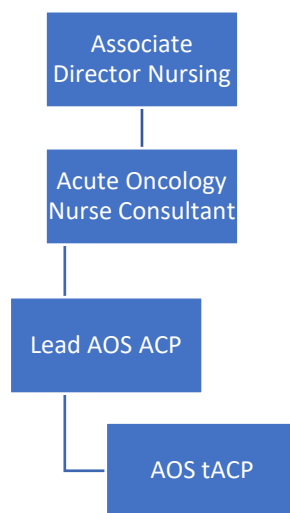 Associate
Director Nursing
Acute Oncology
Nurse Consultant
Lead AOS ACP
AOS tACP